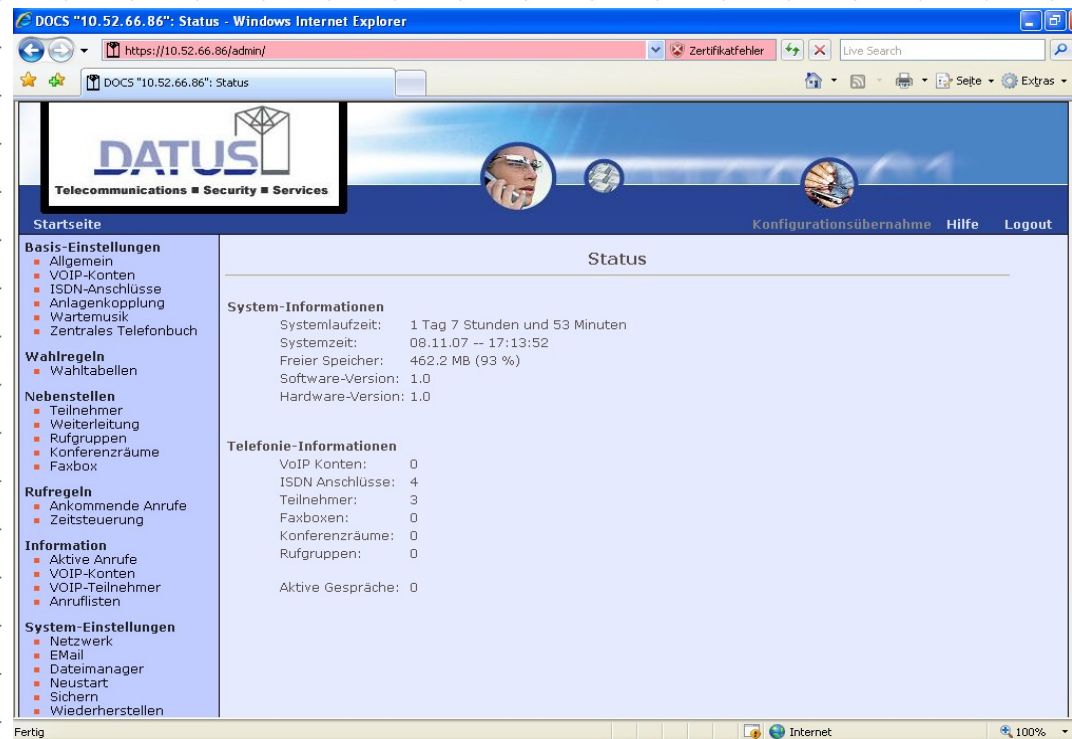 DOCS "10.52.66.86": Status - Windows Internet Explorer
https://10.52.66.86/admin/
Zertifikatfehler
Live Search
DOCS "10.52.66.86": Status
Seite
Extras
DATUS
Telecommunications ■ Security ■ Services
Startseite
Konfigurationsübernahme Hilfe Logout
Basis-Einstellungen
Allgemein
VOIP-Konten
ISDN-Anschlüsse
Anlagenkopplung
Wartemusik
Zentrales Telefonbuch
Wahlregeln
Wahltabellen
Nebenstellen
Teilnehmer
Weiterleitung
Rufgruppen
Konferenzräume
Faxbox
Rufregeln
Ankommende Anrufe
Zeitsteuerung
Information
Aktive Anrufe
VOIP-Konten
VOIP-Teilnehmer
Anruflisten
System-Einstellungen
Netzwerk
EMail
Dateimanager
Neustart
Sichern
Wiederherstellen
Status
System-Informationen
Systemlaufzeit: 1 Tag 7 Stunden und 53 Minuten
Systemzeit: 08.11.07 -- 17:13:52
Freier Speicher: 462.2 MB (93 %)
Software-Version: 1.0
Hardware-Version: 1.0
Telefonie-Informationen
VoIP Konten: 0
ISDN Anschlüsse: 4
Teilnehmer: 3
Faxboxen: 0
Konferenzräume: 0
Rufgruppen: 0
Aktive Gespräche: 0
Fertig
Internet
100%